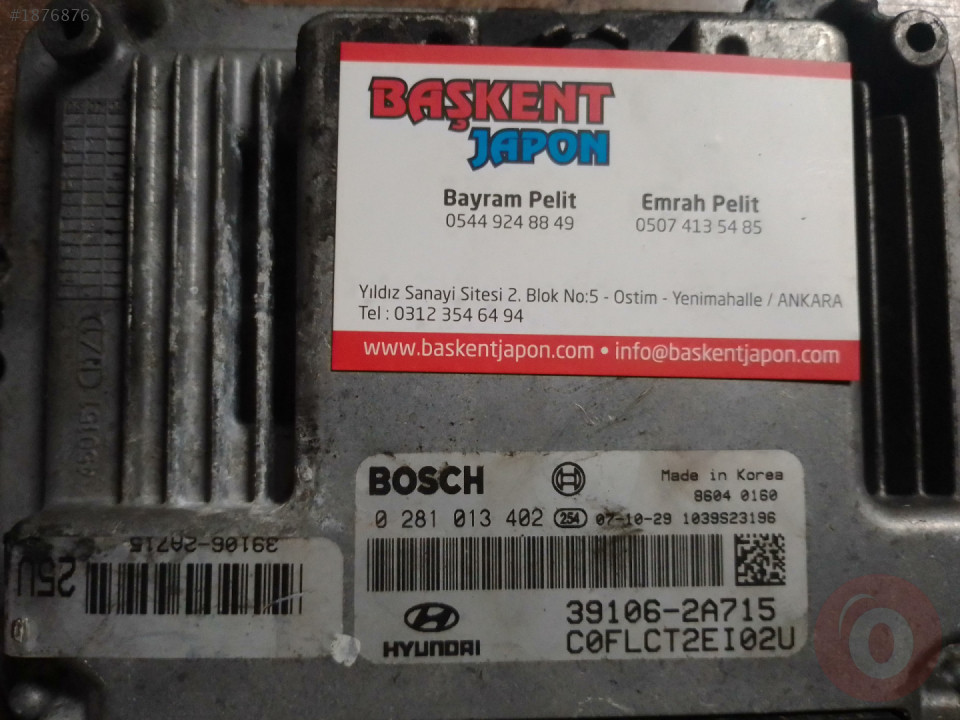 #1876876
BAŞKENT
JAPON
Bayram Pelit
0544 924 88 49
Emrah Pelit
0507 413 54 85
Yıldız Sanayi Sitesi 2. Blok No:5 - Ostim - Yenimahalle / ANKARA
Tel : 0312 354 64 94
www.baskentjapon.com • info@baskentjapon.com
BOSCH
Made in Korea
8604 0160
0 281 013 402 254 07-10-29 1039S23196
39106-2A715
25U
HYUNDAI
39106-2A715
C0FLCT2EI02U